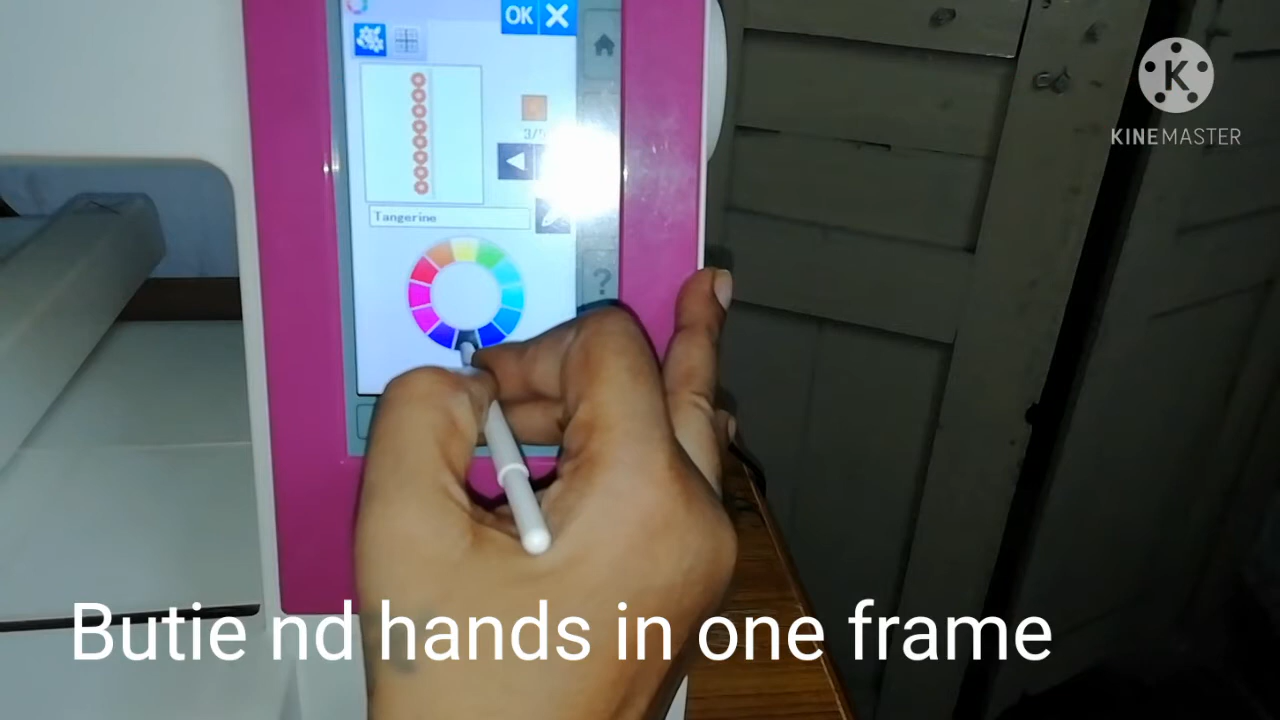 OK
K
KINEMASTER
3/5
Tangerine
?
Butie nd hands in one frame